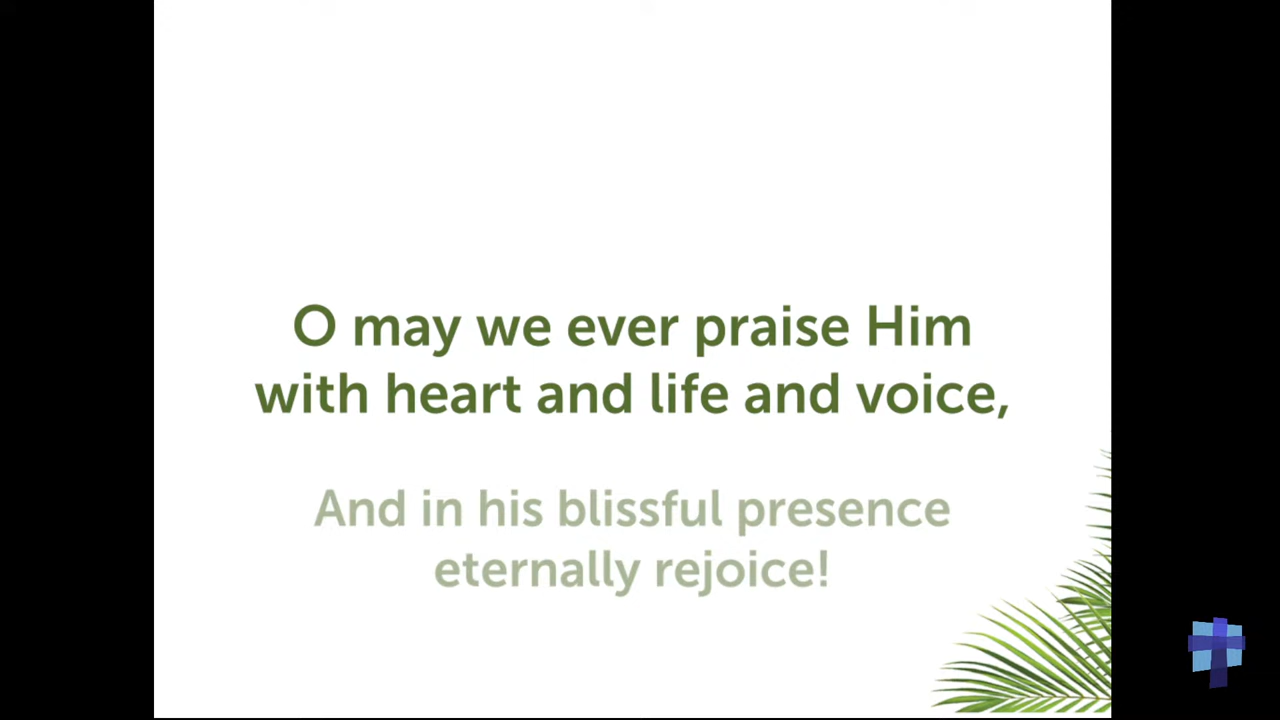 O may we ever praise Him
with heart and life and voice,
And in his blissful presence
eternally rejoice!